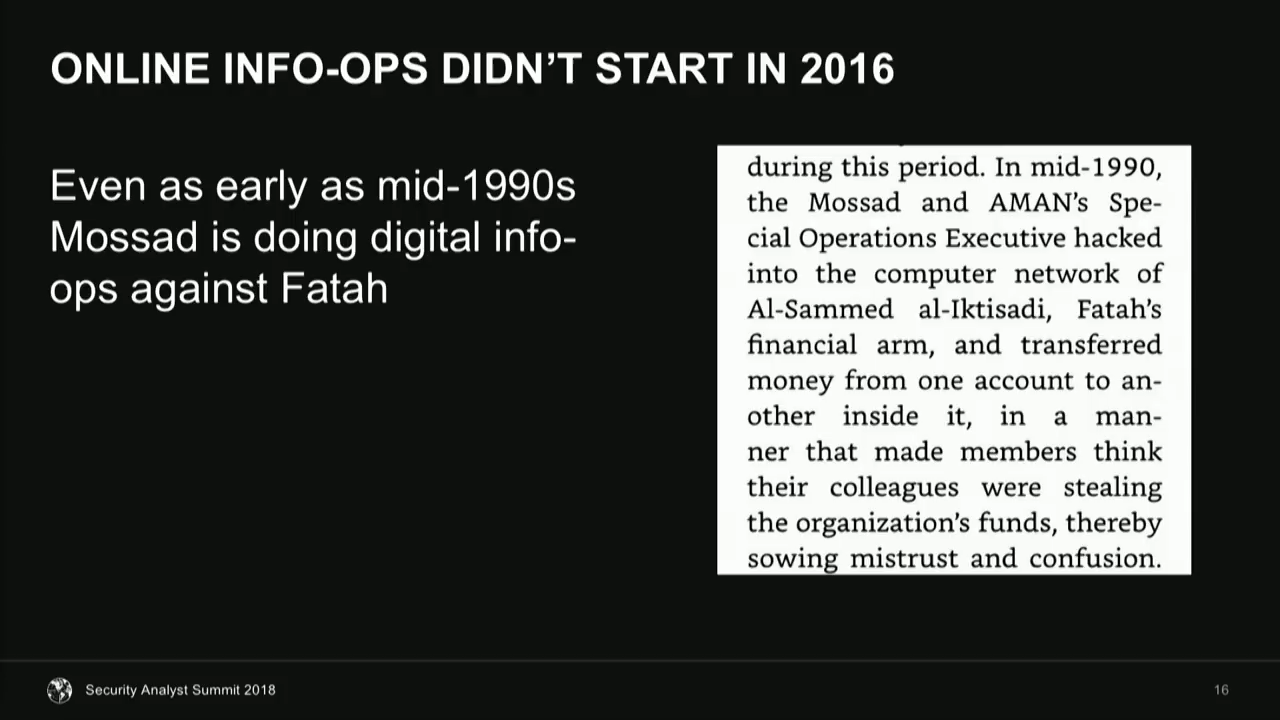 ONLINE INFO-OPS DIDN'T START IN 2016
Even as early as mid-1990s
Mossad is doing digital info-
ops against Fatah
during this period. In mid-1990,
the Mossad and AMAN's Spe-
cial Operations Executive hacked
into the computer network of
Al-Sammed al-Iktisadi, Fatah's
financial arm, and transferred
money from one account to an-
other inside it, in a man-
ner that made members think
their colleagues were stealing
the organization's funds, thereby
sowing mistrust and confusion.
Security Analyst Summit 2018
16